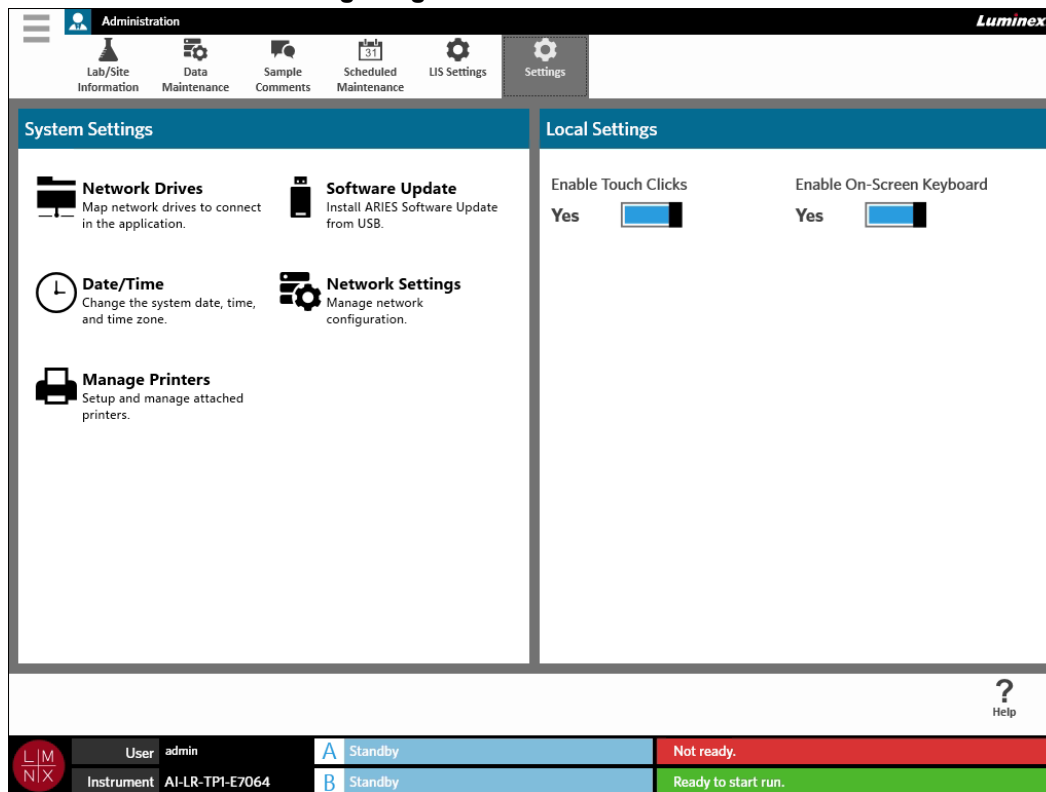 Administration
Luminex
31
Lab/Site
Information
Data
Maintenance
Sample
Comments
Scheduled
Maintenance
LIS Settings
Settings
System Settings
Network Drives
Map network drives to connect
in the application.
Software Update
Install ARIES Software Update
from USB.
Date/Time
Change the system date, time,
and time zone.
Network Settings
Manage network
configuration.
Manage Printers
Setup and manage attached
printers.
Local Settings
Enable Touch Clicks
Yes
Enable On-Screen Keyboard
Yes
?
Help
L M
N X
User admin
Instrument AI-LR-TP1-E7064
A Standby
B Standby
Not ready.
Ready to start run.